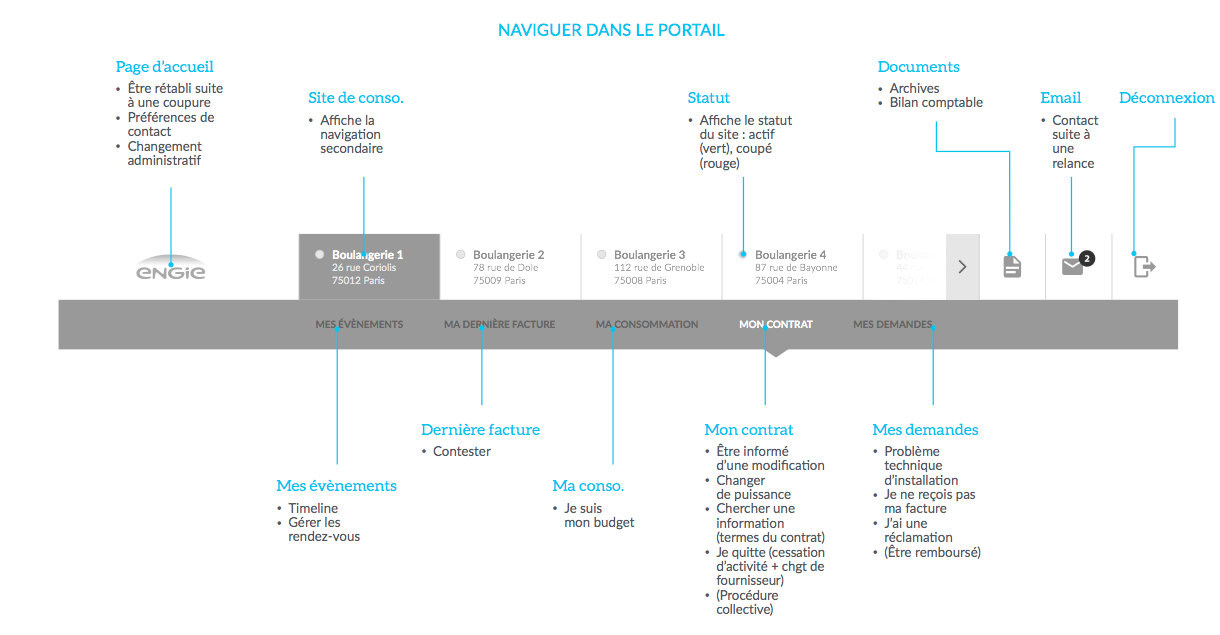 NAVIGUER DANS LE PORTAIL
Page d'accueil
• Être rétabli suite
à une coupure
• Préférences de
contact
• Changement
administratif
Site de conso.
• Affiche la
navigation
secondaire
Statut
• Affiche le statut
du site : actif
(vert), coupé
(rouge)
Documents
• Archives
• Bilan comptable
Email
• Contact
suite à
une
relance
Déconnexion
ENGIE
Boulangerie 1
26 rue Coriolis
75012 Paris
Boulangerie 2
78 rue de Doie
75009 Paris
Boulangerie 3
112 rue de Grenoble
75008 Paris
Boulangerie 4
87 rue de Bayonne
75004 Paris
2
MES ÉVÈNEMENTS
MA DERNIÈRE FACTURE
MA CONSOMMATION
MON CONTRAT
MES DEMANDES
Mes évènements
• Timeline
• Gérer les
rendez-vous
Dernière facture
• Contester
Ma conso.
• Je suis
mon budget
Mon contrat
• Être informé
d'une modification
• Changer
de puissance
• Chercher une
information
(termes du contrat)
• Je quitte (cessation
d'activité + chgt de
fournisseur)
• (Procédure
collective)
Mes demandes
• Problème
technique
d'installation
• Je ne reçois pas
ma facture
• J'ai une
réclamation
• (Être remboursé)